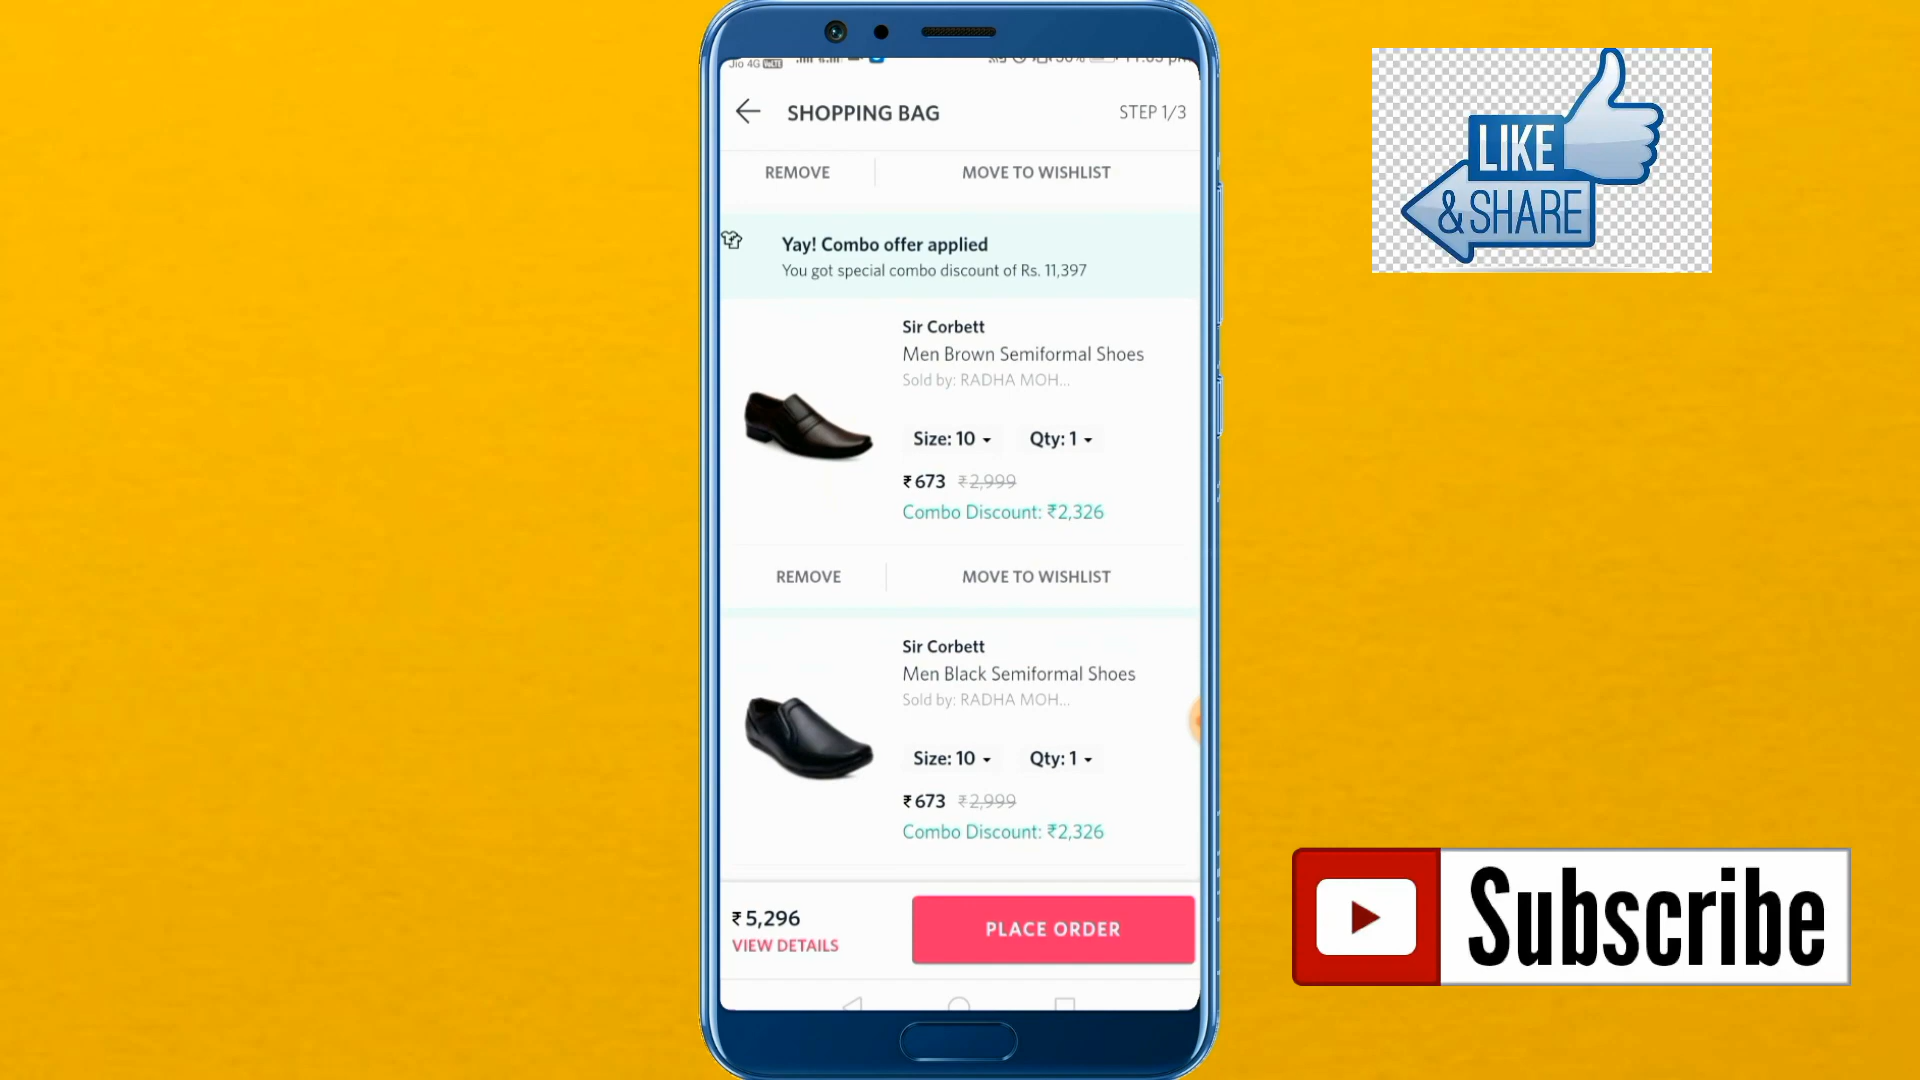 Jio 4G VoLTE
SHOPPING BAG
STEP 1/3
REMOVE
MOVE TO WISHLIST
Yay! Combo offer applied
You got special combo discount of Rs. 11,397
Sir Corbett
Men Brown Semiformal Shoes
Sold by: RADHA MOH...
Size: 10
Qty: 1
₹ 673 ₹ 2,999
Combo Discount: ₹2,326
REMOVE
MOVE TO WISHLIST
Sir Corbett
Men Black Semiformal Shoes
Sold by: RADHA MOH...
Size: 10
Qty: 1
₹ 673 ₹ 2,999
Combo Discount: ₹2,326
₹ 5,296
VIEW DETAILS
PLACE ORDER
LIKE
& SHARE
Subscribe